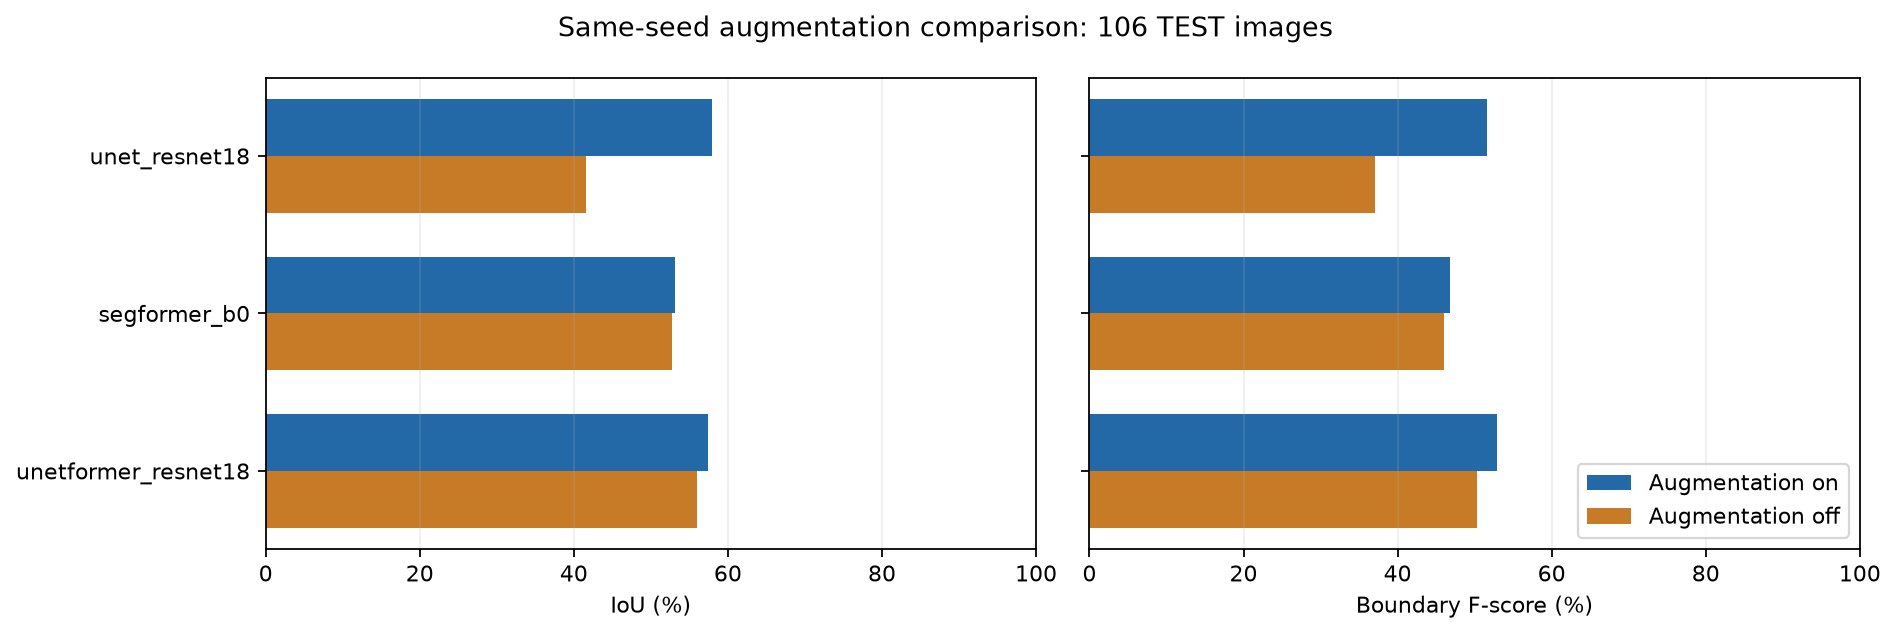 Same-seed augmentation comparison: 106 TEST images
unet_resnet18
segformer_b0
unetformer_resnet18
0 20 40 60 80 100
IoU (%)
0 20 40 60 80 100
Boundary F-score (%)
Augmentation on
Augmentation off